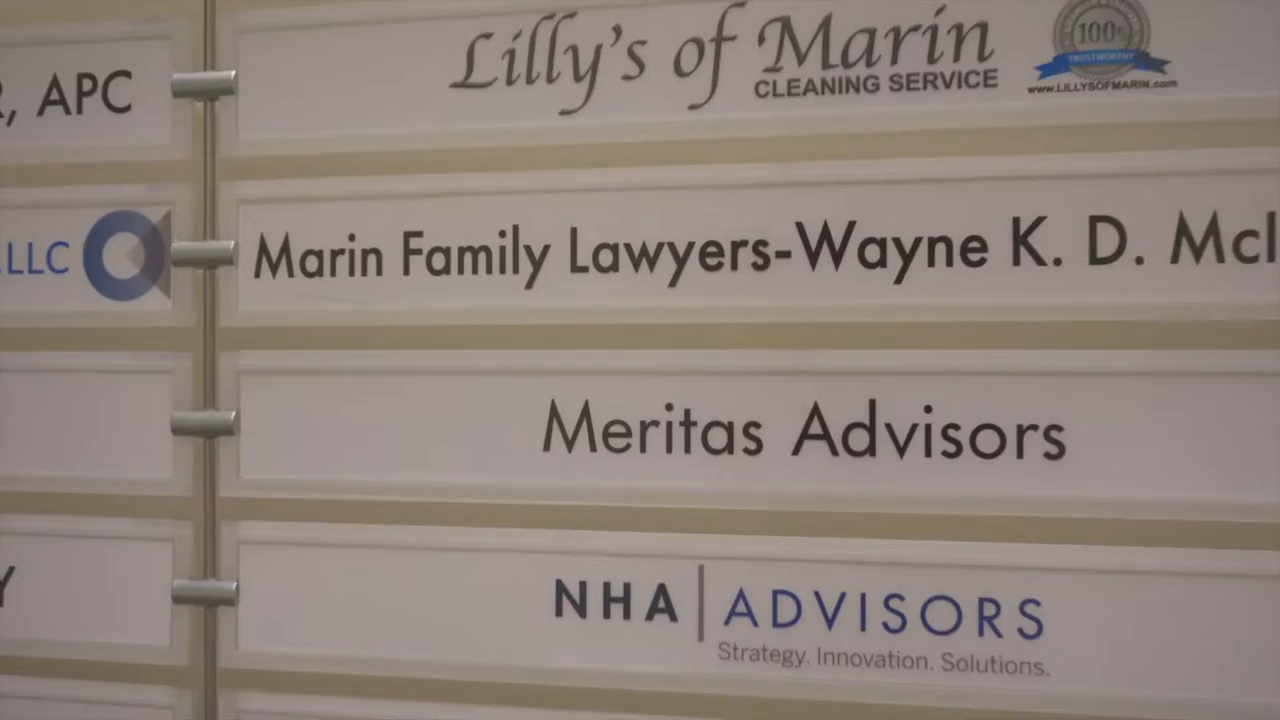 APC
Lilly's of Marin
CLEANING SERVICE
100%
TRUSTWORTHY
www.LILLYSOFMARIN.com
LLC
Marin Family Lawyers-Wayne K. D.
Meritas Advisors
NHA | ADVISORS
Strategy. Innovation. Solutions.